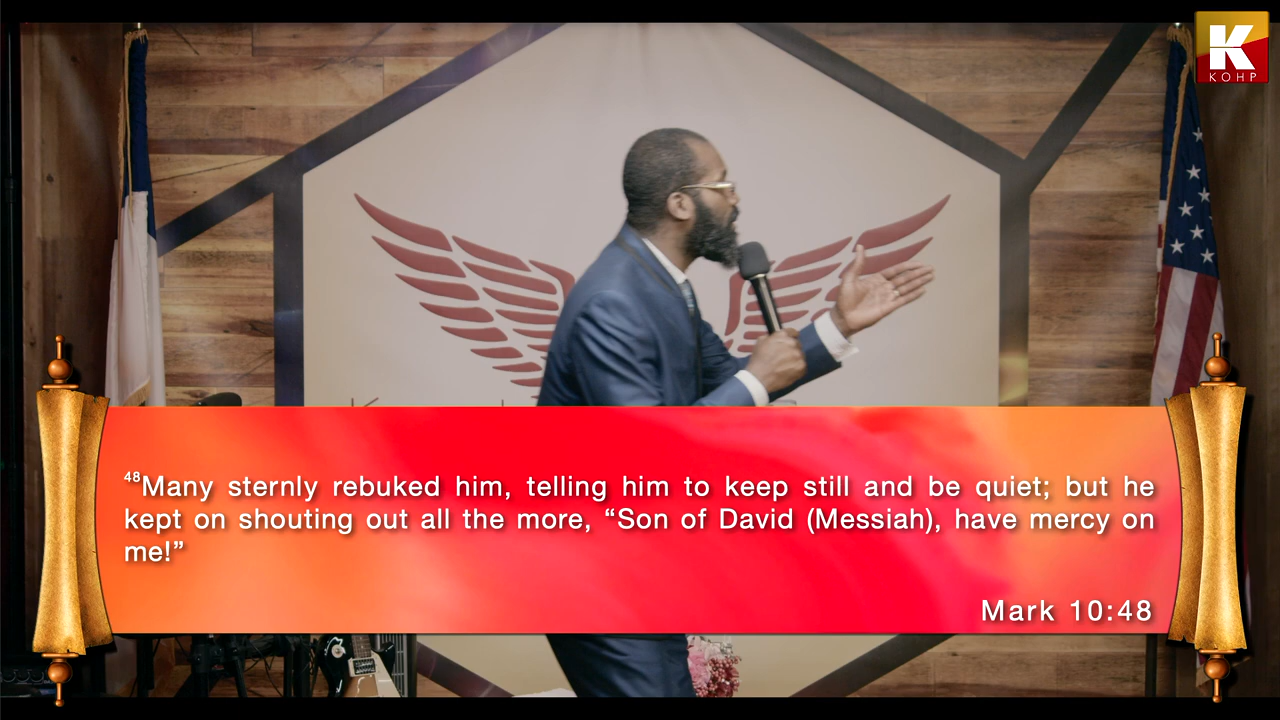 K
KOHP
⁴⁸Many sternly rebuked him, telling him to keep still and be quiet; but he
kept on shouting out all the more, “Son of David (Messiah), have mercy on
me!”
Mark 10:48